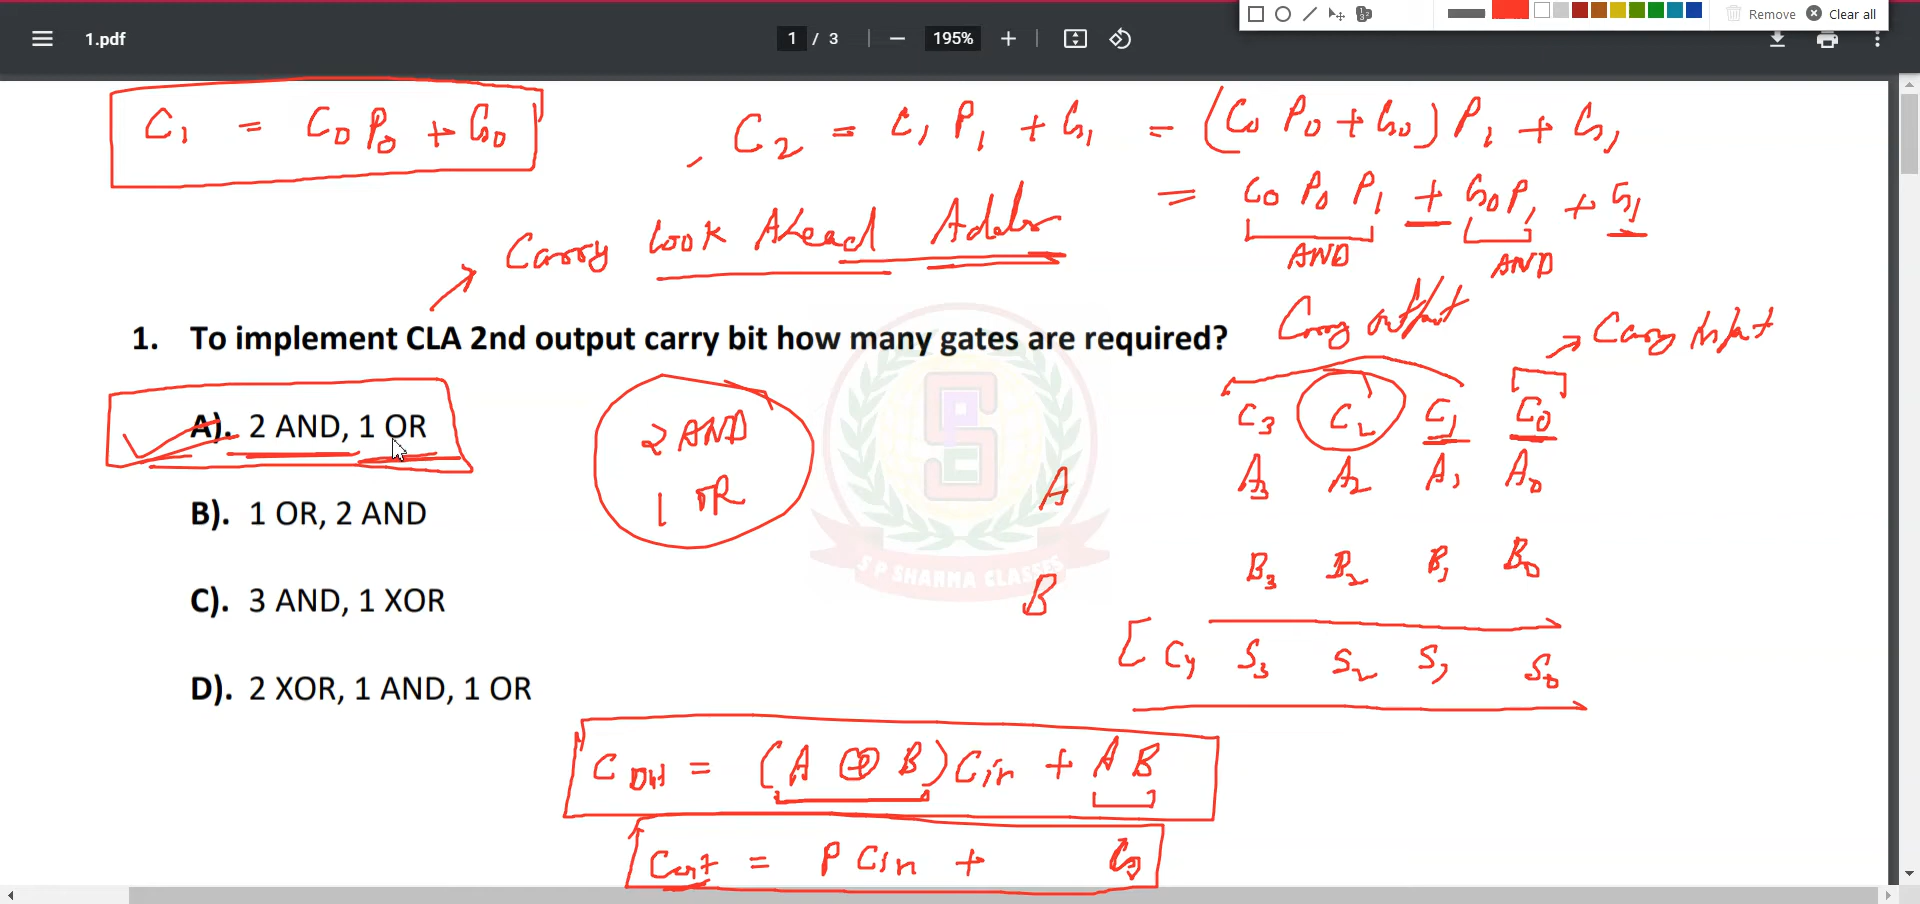 1.pdf
1 / 3
195%
Remove
Clear all
C1 = C0 P0 + G0
C2 = C1 P1 + G1 = (C0 P0 + G0) P1 + G1
= C0 P0 P1 + G0 P1 + G1
AND AND
Carry Look Ahead Adder
1. To implement CLA 2nd output carry bit how many gates are required?
Carry output
Carry Input
A). 2 AND, 1 OR
B). 1 OR, 2 AND
C). 3 AND, 1 XOR
D). 2 XOR, 1 AND, 1 OR
2 AND
1 OR
C3 C2 C1 C0
A A3 A2 A1 A0
B B3 B2 B1 B0
C4 S3 S2 S1 S0
S P SHARMA CLASSES
C out = (A ⊕ B) Cin + A B
Cout = P Cin + G